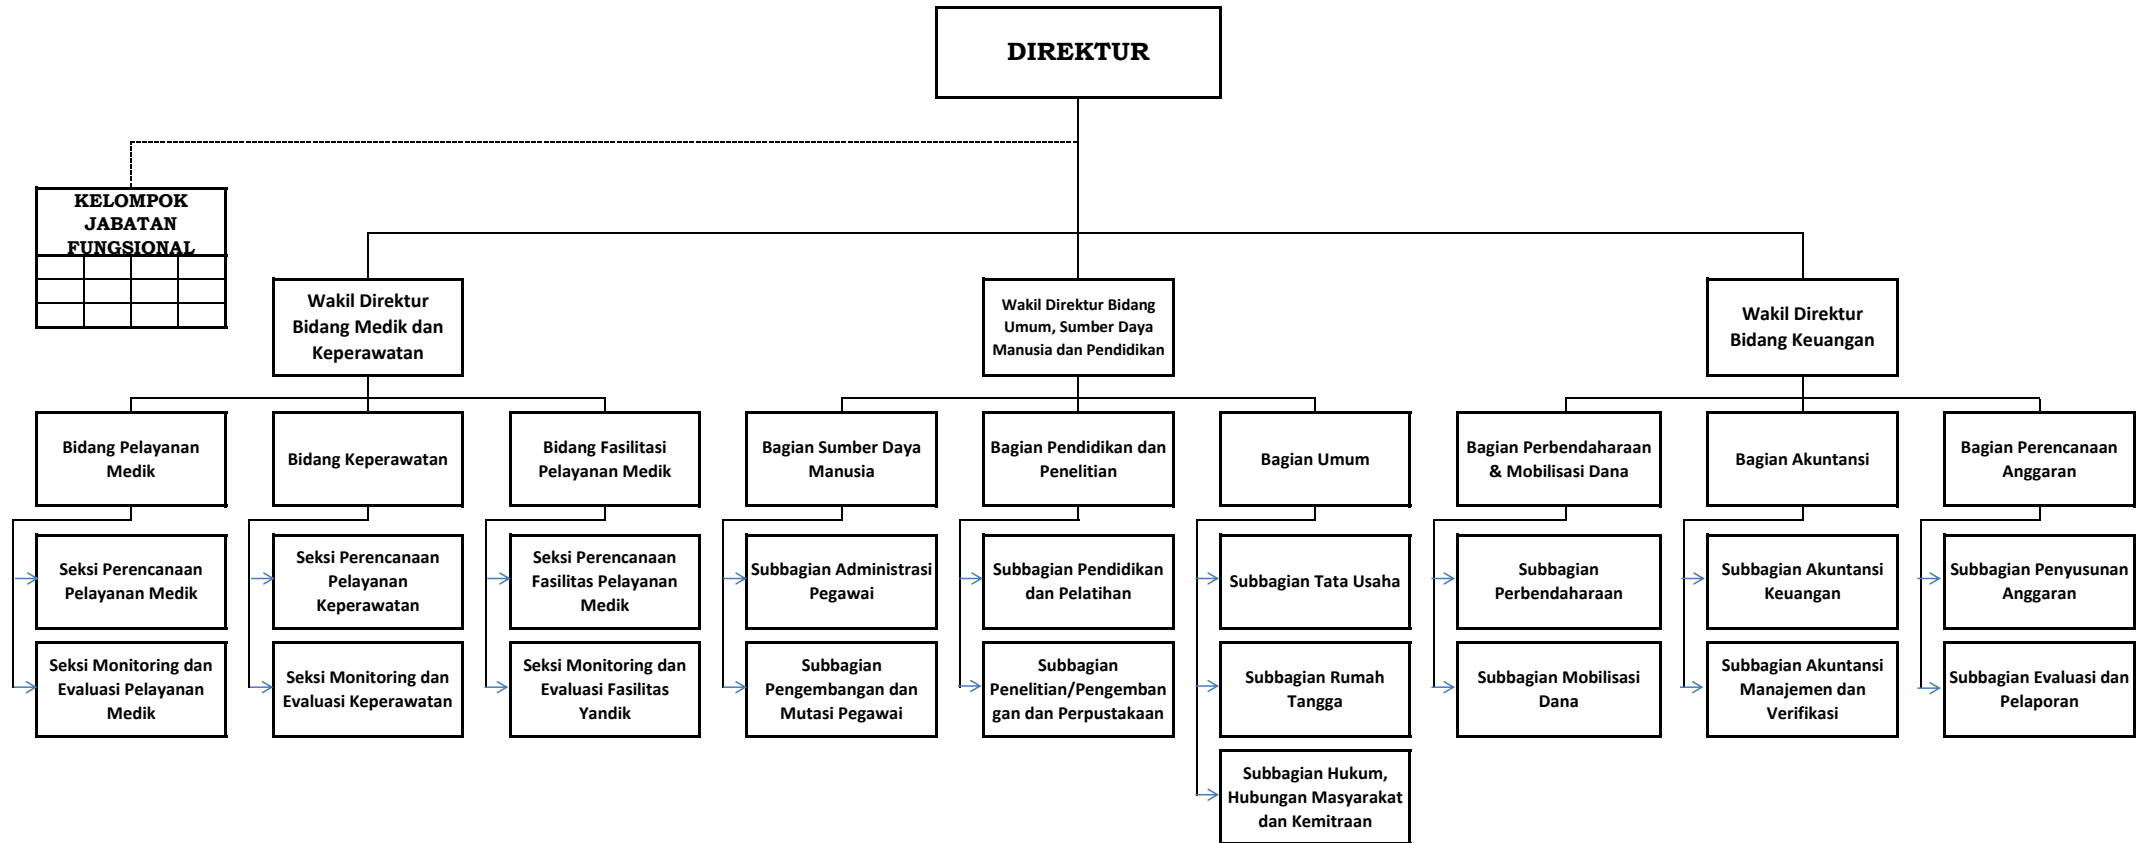 DIREKTUR
KELOMPOK
JABATAN
FUNGSIONAL
Wakil Direktur
Bidang Medik dan
Keperawatan
Wakil Direktur Bidang
Umum, Sumber Daya
Manusia dan Pendidikan
Wakil Direktur
Bidang Keuangan
Bidang Pelayanan
Medik
Bidang Keperawatan
Bidang Fasilitasi
Pelayanan Medik
Bagian Sumber Daya
Manusia
Bagian Pendidikan dan
Penelitian
Bagian Umum
Bagian Perbendaharaan
& Mobilisasi Dana
Bagian Akuntansi
Bagian Perencanaan
Anggaran
Seksi Perencanaan
Pelayanan Medik
Seksi Perencanaan
Pelayanan
Keperawatan
Seksi Perencanaan
Fasilitas Pelayanan
Medik
Subbagian Administrasi
Pegawai
Subbagian Pendidikan
dan Pelatihan
Subbagian Tata Usaha
Subbagian
Perbendaharaan
Subbagian Akuntansi
Keuangan
Subbagian Penyusunan
Anggaran
Seksi Monitoring dan
Evaluasi Pelayanan
Medik
Seksi Monitoring dan
Evaluasi Keperawatan
Seksi Monitoring dan
Evaluasi Fasilitas
Yandik
Subbagian
Pengembangan dan
Mutasi Pegawai
Subbagian
Penelitian/Pengemban
gan dan Perpustakaan
Subbagian Rumah
Tangga
Subbagian Mobilisasi
Dana
Subbagian Akuntansi
Manajemen dan
Verifikasi
Subbagian Evaluasi dan
Pelaporan
Subbagian Hukum,
Hubungan Masyarakat
dan Kemitraan